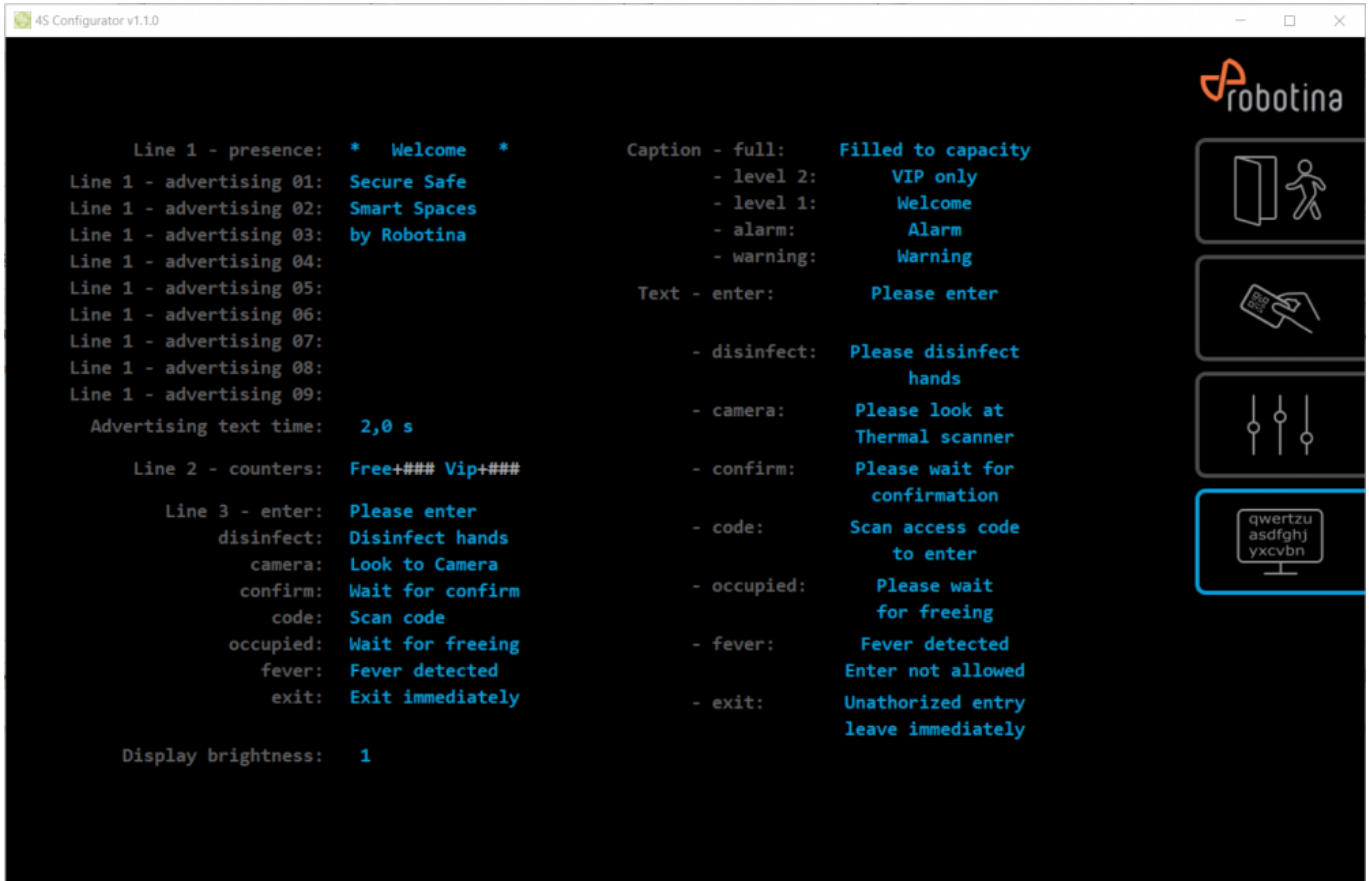 4S Configurator v1.1.0
robotina
Line 1 - presence: * Welcome *
Line 1 - advertising 01: Secure Safe
Line 1 - advertising 02: Smart Spaces
Line 1 - advertising 03: by Robotina
Line 1 - advertising 04:
Line 1 - advertising 05:
Line 1 - advertising 06:
Line 1 - advertising 07:
Line 1 - advertising 08:
Line 1 - advertising 09:
Advertising text time: 2,0 s
Line 2 - counters: Free+### Vip+###
Line 3 - enter: Please enter
disinfect: Disinfect hands
camera: Look to Camera
confirm: Wait for confirm
code: Scan code
occupied: Wait for freeing
fever: Fever detected
exit: Exit immediately
Display brightness: 1
Caption - full: Filled to capacity
- level 2: VIP only
- level 1: Welcome
- alarm: Alarm
- warning: Warning
Text - enter: Please enter
- disinfect: Please disinfect
hands
- camera: Please look at
Thermal scanner
- confirm: Please wait for
confirmation
- code: Scan access code
to enter
- occupied: Please wait
for freeing
- fever: Fever detected
Enter not allowed
- exit: Unathorized entry
leave immediately
qwertzu
asdfghj
yxcvbn